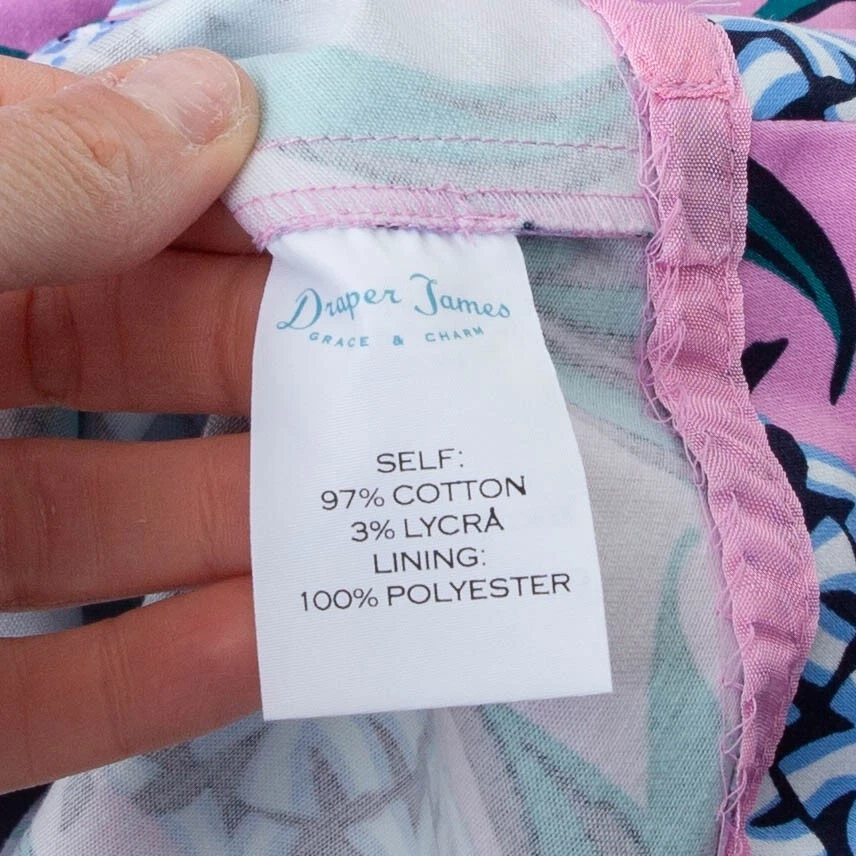 Draper James
GRACE & CHARM
SELF:
97% COTTON
3% LYCRA
LINING:
100% POLYESTER